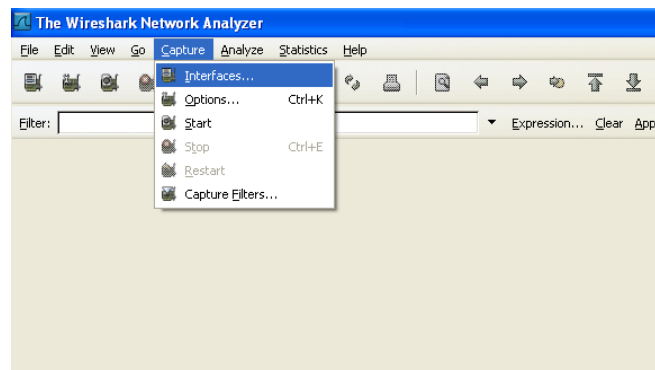 The Wireshark Network Analyzer
File Edit View Go Capture Analyze Statistics Help
Interfaces...
Options... Ctrl+K
Filter: Expression... Clear App
Start
Stop Ctrl+E
Restart
Capture Filters...